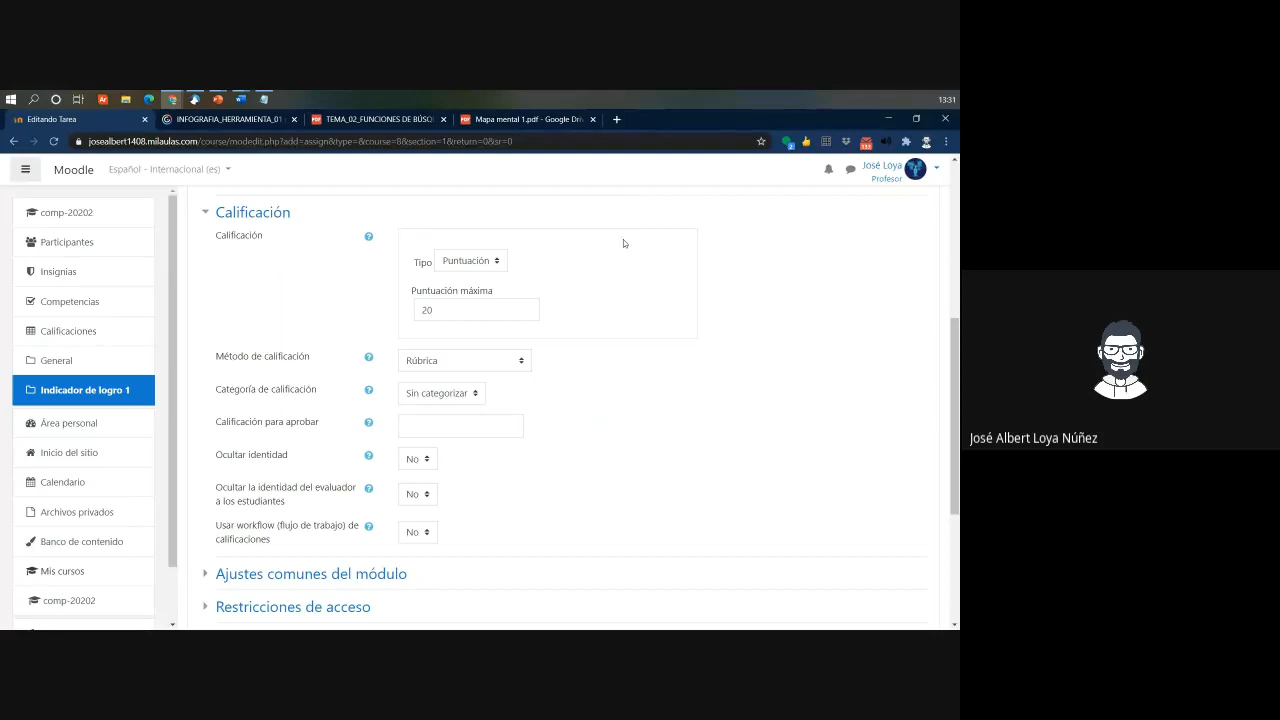 13:31
Editando Tarea
INFOGRAFIA_HERRAMIENTA_01
TEMA_02_FUNCIONES DE BÚSQ
Mapa mental 1.pdf - Google Dri
josealbert1408.milaulas.com/course/modedit.php?add=assign&type=&course=8&section=1&return=0&sr=0
Moodle
Español - Internacional (es)
José Loya
Profesor
comp-20202
Participantes
Insignias
Competencias
Calificaciones
General
Indicador de logro 1
Área personal
Inicio del sitio
Calendario
Archivos privados
Banco de contenido
Mis cursos
comp-20202
Calificación
Calificación
Tipo Puntuación
Puntuación máxima
20
Método de calificación
Rúbrica
Categoría de calificación
Sin categorizar
Calificación para aprobar
Ocultar identidad
No
Ocultar la identidad del evaluador
a los estudiantes
No
Usar workflow (flujo de trabajo) de
calificaciones
No
Ajustes comunes del módulo
Restricciones de acceso
José Albert Loya Núñez